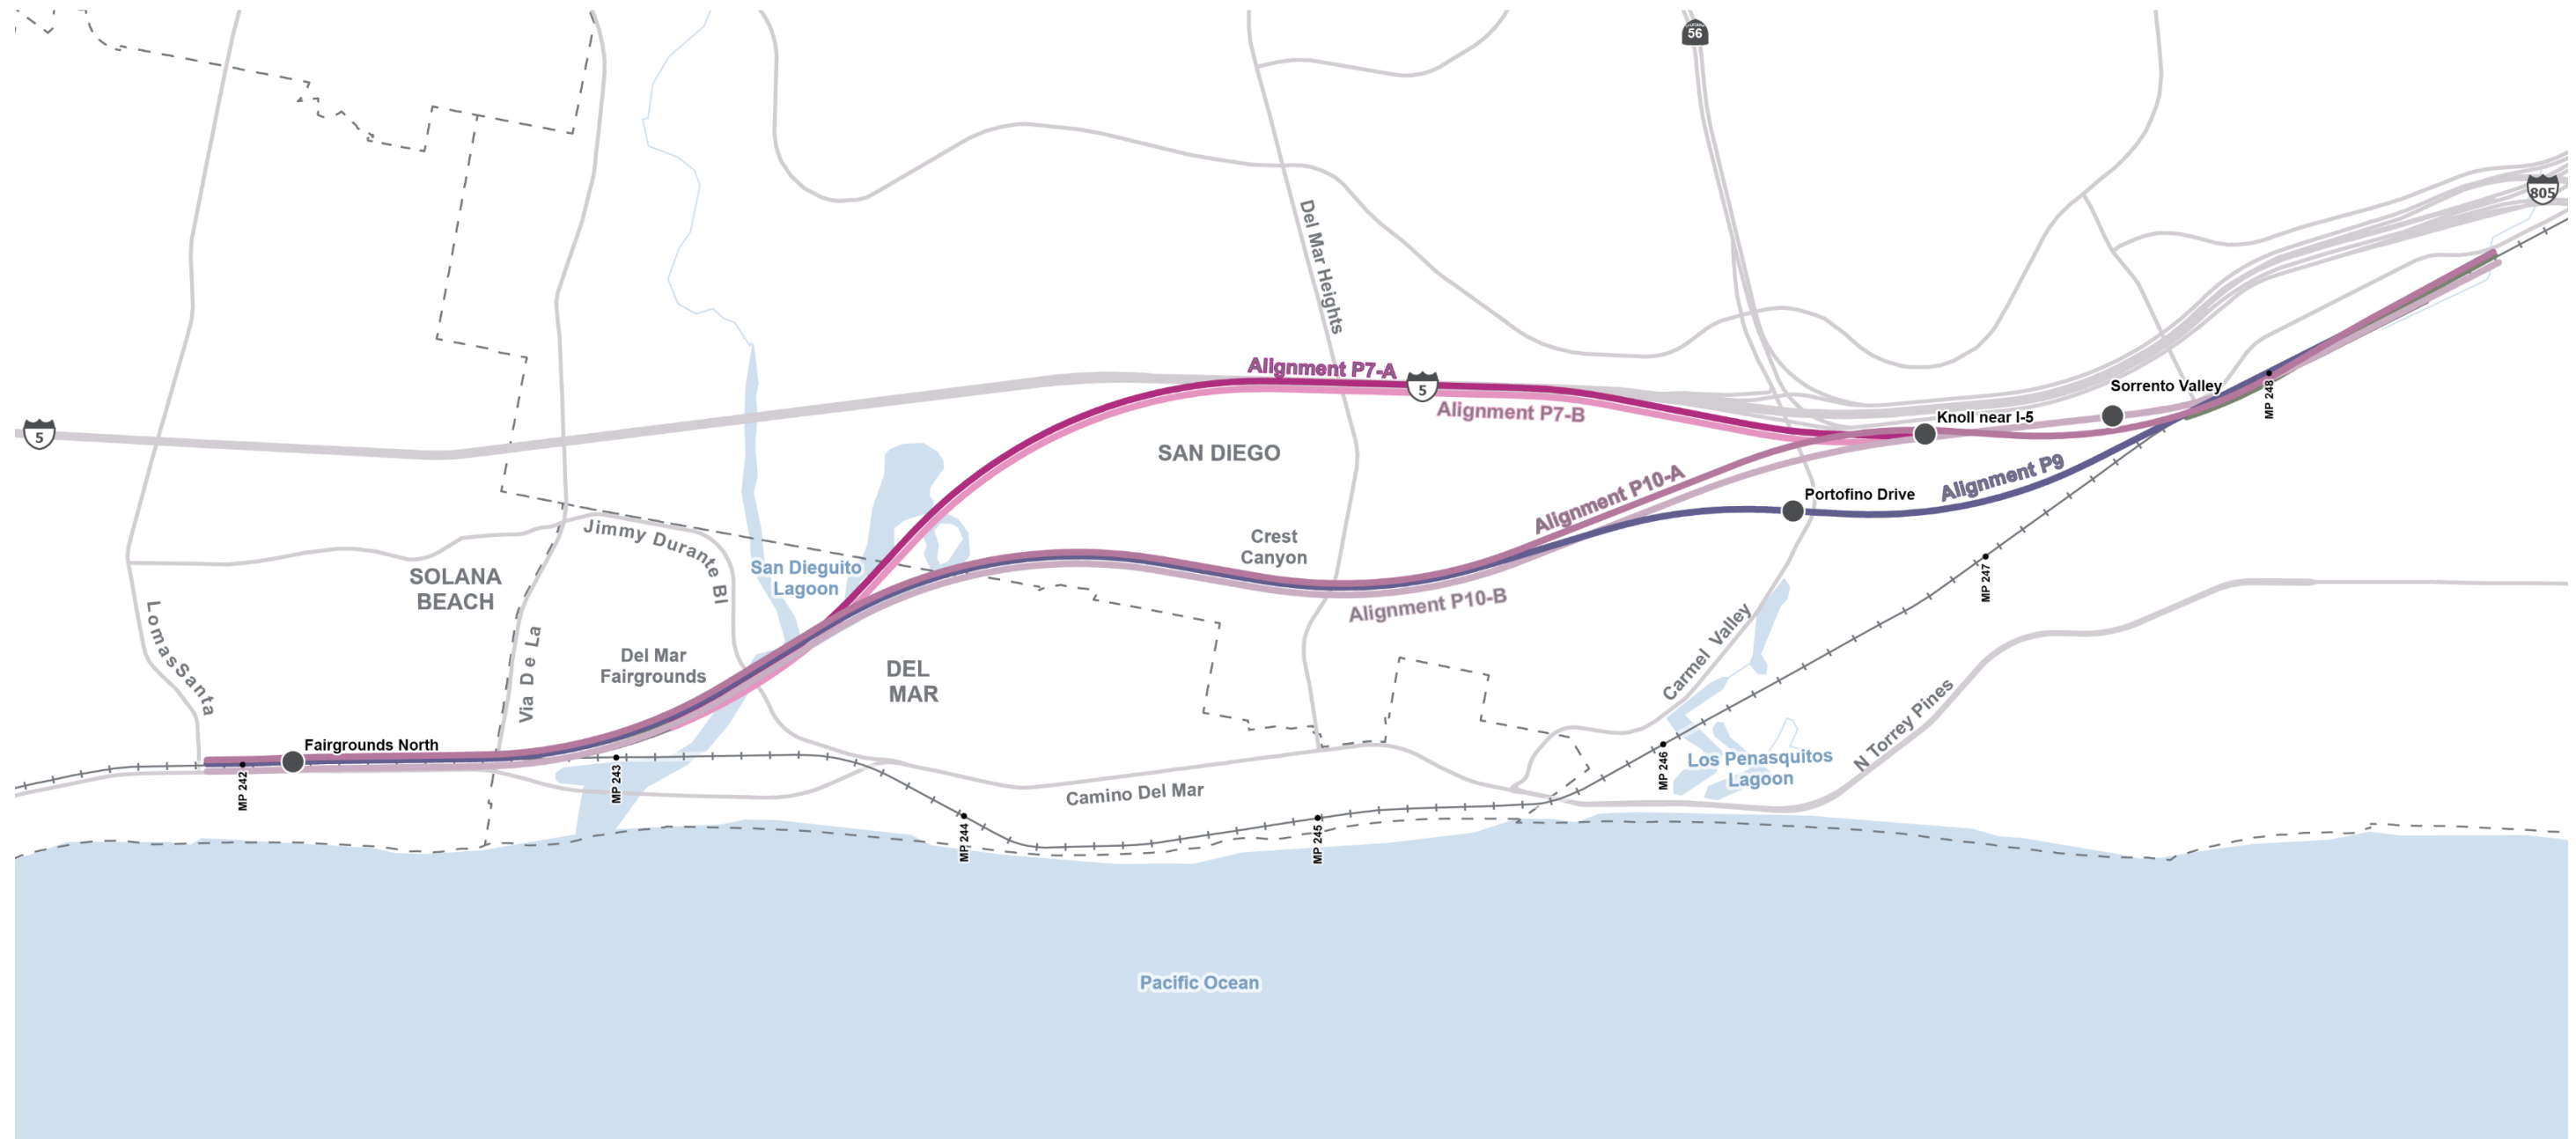 CALIFORNIA
56
805
Del Mar Heights
Alignment P7-A
5
Alignment P7-B
Sorrento Valley
MP 248
Knoll near I-5
5
SAN DIEGO
Alignment P9
Alignment P10-A
Portofino Drive
Jimmy Durante Bl
Crest
Canyon
San Dieguito
Lagoon
SOLANA
BEACH
MP 247
Alignment P10-B
Lomas Santa
Via De La
Del Mar
Fairgrounds
DEL
MAR
Carmel Valley
N Torrey Pines
Fairgrounds North
MP 242
MP 243
MP 246
Los Penasquitos
Lagoon
Camino Del Mar
MP 244
MP 245
Pacific Ocean